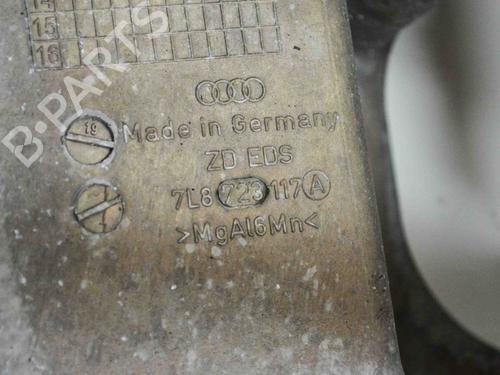 14
15
16
B-PARTS
19
Made in Germany
ZD EDS
7L8 723 117 A
>MgAl6Mn<